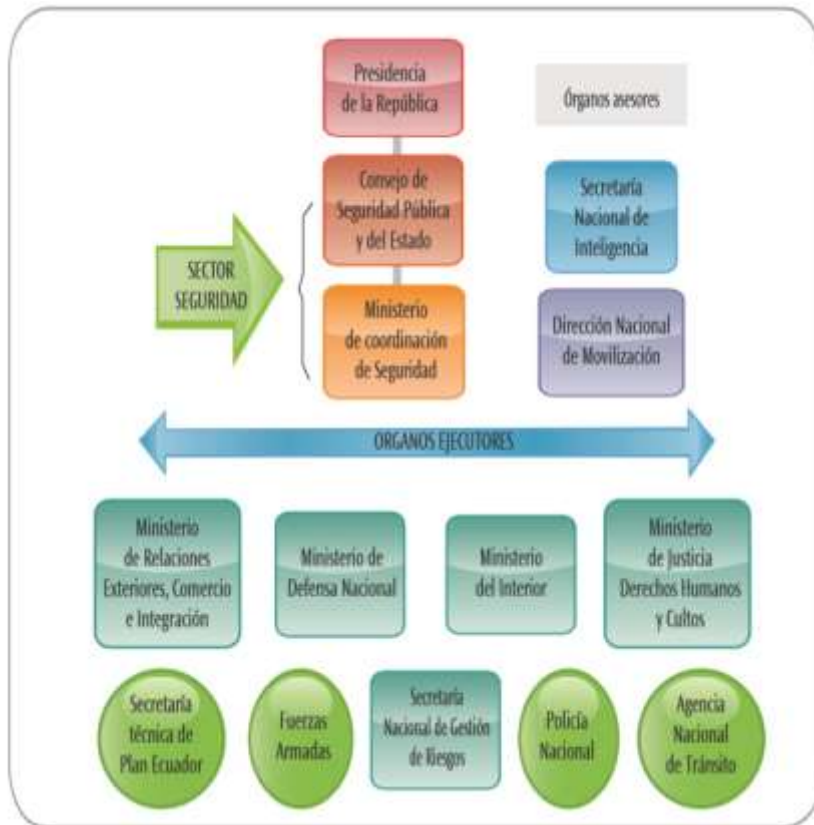 Presidencia
de la República
Órganos asesores
Consejo de
Seguridad Pública
y del Estado
Secretaría
Nacional de
Inteligencia
SECTOR
SEGURIDAD
Ministerio
de coordinación
de Seguridad
Dirección Nacional
de Movilización
ORGANOS EJECUTORES
Ministerio
de Relaciones
Exteriores, Comercio
e Integración
Ministerio de
Defensa Nacional
Ministerio
del Interior
Ministerio
de Justicia
Derechos Humanos
y Cultos
Secretaría
técnica de
Plan Ecuador
Fuerzas
Armadas
Secretaría
Nacional de Gestión
de Riesgos
Policía
Nacional
Agencia
Nacional
de Tránsito